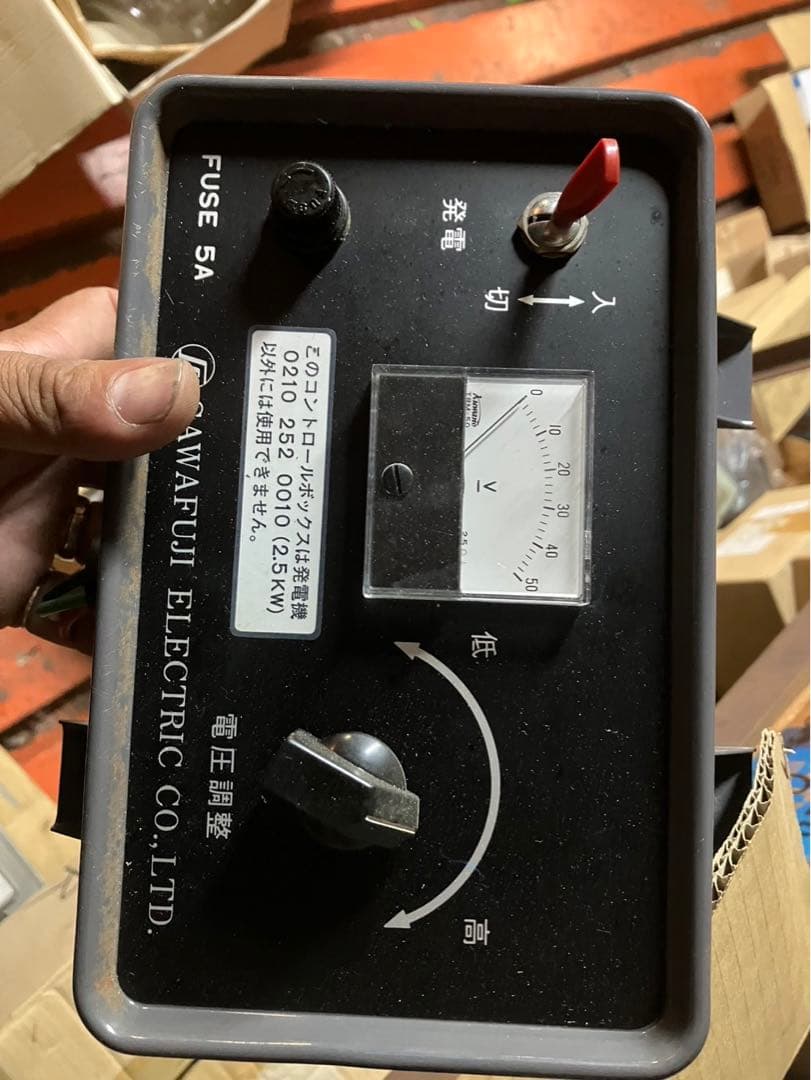 入
切
発電
FUSE 5A
0 10 20 30 40 50
V
低
高
このコントロールボックスは発電機
0210 252 0010 (2.5KW)
以外には使用できません。
電圧調整
SAWAFUJI ELECTRIC CO.,LTD.